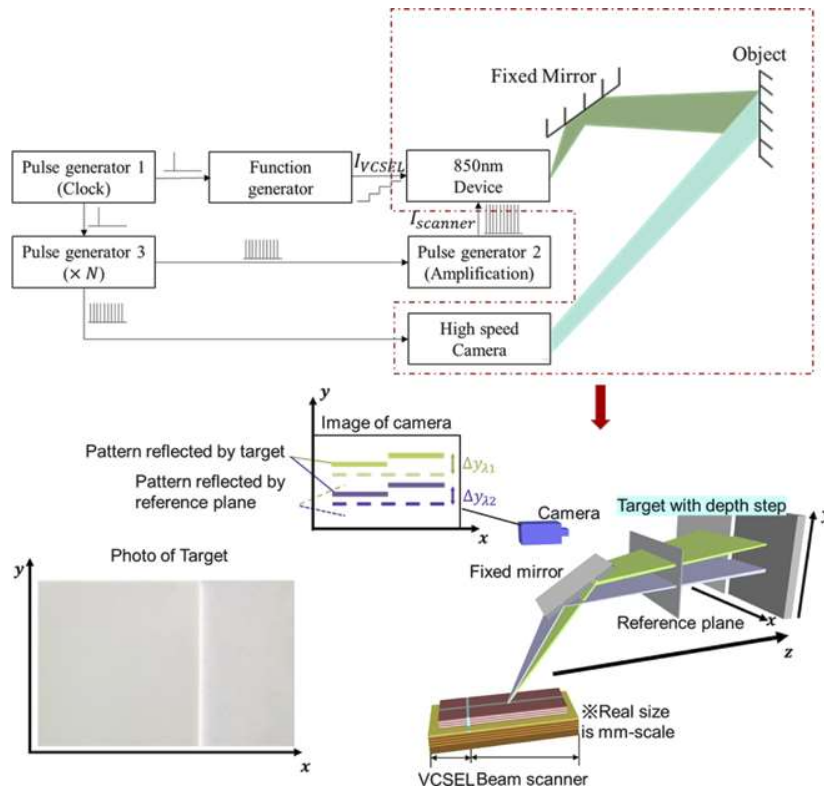 Object
Fixed Mirror
Pulse generator 1
(Clock)
Function
generator
I_VCSEL
850nm
Device
I_scanner
Pulse generator 3
(× N)
Pulse generator 2
(Amplification)
High speed
Camera
y
Image of camera
Pattern reflected by target
Δy_λ1
Pattern reflected by
reference plane
Δy_λ2
x
Camera
Target with depth step
y
Photo of Target
Fixed mirror
y
Reference plane
x
z
※Real size
is mm-scale
x
VCSEL Beam scanner